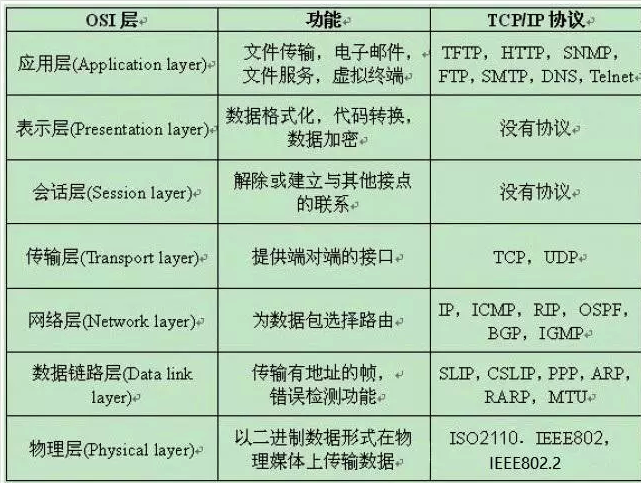 OSI 层 功能 TCP/IP 协议
应用层(Application layer) 文件传输，电子邮件， TFTP，HTTP，SNMP，
文件服务，虚拟终端 FTP，SMTP，DNS，Telnet
表示层(Presentation layer) 数据格式化，代码转换， 没有协议
数据加密
会话层(Session layer) 解除或建立与其他接点 没有协议
的联系
传输层(Transport layer) 提供端对端的接口 TCP，UDP
网络层(Network layer) 为数据包选择路由 IP，ICMP，RIP，OSPF，
BGP，IGMP
数据链路层(Data link 传输有地址的帧， SLIP，CSLIP，PPP，ARP，
layer) 错误检测功能 RARP，MTU
物理层(Physical layer) 以二进制数据形式在物 ISO2110．IEEE802，
理媒体上传输数据 IEEE802.2